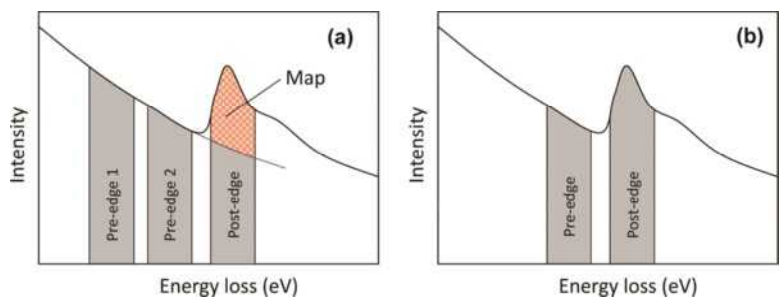 (a)
Map
Intensity
Pre-edge 1
Pre-edge 2
Post-edge
Energy loss (eV)
(b)
Intensity
Pre-edge
Post-edge
Energy loss (eV)